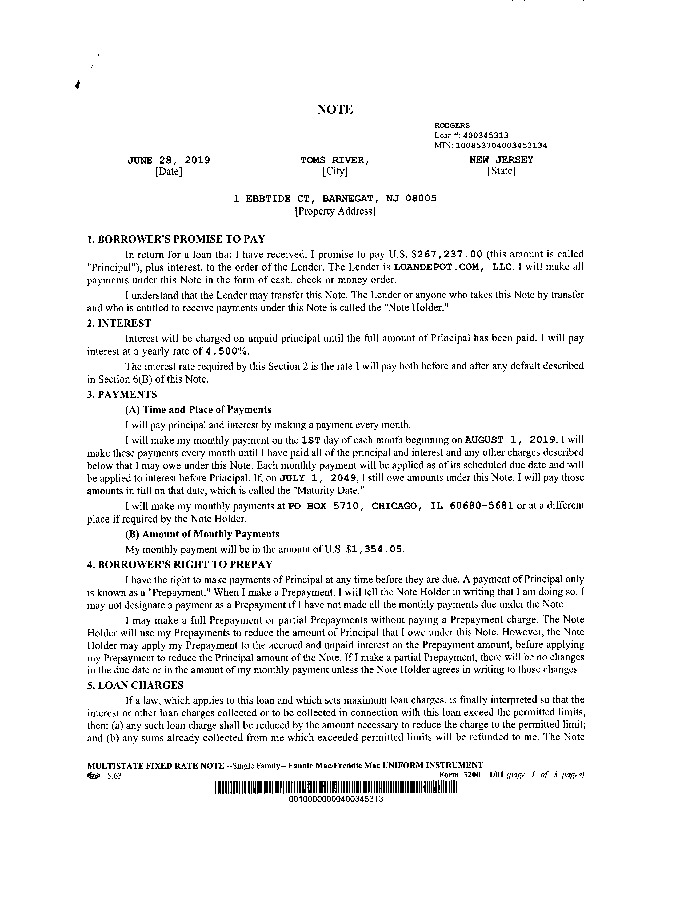 NOTE
RODGERS
Loan #: 400345313
MIN: 100853704003453134
JUNE 28, 2019 TOMS RIVER, NEW JERSEY
[Date] [City] [State]
1 EBBTIDE CT, BARNEGAT, NJ 08005
[Property Address]
1. BORROWER'S PROMISE TO PAY
In return for a loan that I have received, I promise to pay U.S. $267,237.00 (this amount is called
"Principal"), plus interest, to the order of the Lender. The Lender is LOANDEPOT.COM, LLC. I will make all
payments under this Note in the form of cash, check or money order.
I understand that the Lender may transfer this Note. The Lender or anyone who takes this Note by transfer
and who is entitled to receive payments under this Note is called the "Note Holder."
2. INTEREST
Interest will be charged on unpaid principal until the full amount of Principal has been paid. I will pay
interest at a yearly rate of 4.500%.
The interest rate required by this Section 2 is the rate I will pay both before and after any default described
in Section 6(B) of this Note.
3. PAYMENTS
(A) Time and Place of Payments
I will pay principal and interest by making a payment every month.
I will make my monthly payment on the 1ST day of each month beginning on AUGUST 1, 2019. I will
make these payments every month until I have paid all of the principal and interest and any other charges described
below that I may owe under this Note. Each monthly payment will be applied as of its scheduled due date and will
be applied to interest before Principal. If, on JULY 1, 2049, I still owe amounts under this Note, I will pay those
amounts in full on that date, which is called the "Maturity Date."
I will make my monthly payments at PO BOX 5710, CHICAGO, IL 60680-5681 or at a different
place if required by the Note Holder.
(B) Amount of Monthly Payments
My monthly payment will be in the amount of U.S. $1,354.05.
4. BORROWER'S RIGHT TO PREPAY
I have the right to make payments of Principal at any time before they are due. A payment of Principal only
is known as a "Prepayment." When I make a Prepayment, I will tell the Note Holder in writing that I am doing so. I
may not designate a payment as a Prepayment if I have not made all the monthly payments due under the Note.
I may make a full Prepayment or partial Prepayments without paying a Prepayment charge. The Note
Holder will use my Prepayments to reduce the amount of Principal that I owe under this Note. However, the Note
Holder may apply my Prepayment to the accrued and unpaid interest on the Prepayment amount, before applying
my Prepayment to reduce the Principal amount of the Note. If I make a partial Prepayment, there will be no changes
in the due date or in the amount of my monthly payment unless the Note Holder agrees in writing to those changes.
5. LOAN CHARGES
If a law, which applies to this loan and which sets maximum loan charges, is finally interpreted so that the
interest or other loan charges collected or to be collected in connection with this loan exceed the permitted limits,
then: (a) any such loan charge shall be reduced by the amount necessary to reduce the charge to the permitted limit;
and (b) any sums already collected from me which exceeded permitted limits will be refunded to me. The Note
MULTISTATE FIXED RATE NOTE--Single Family--Fannie Mae/Freddie Mac UNIFORM INSTRUMENT
Form 3200 1/01 (page 1 of 3 pages)